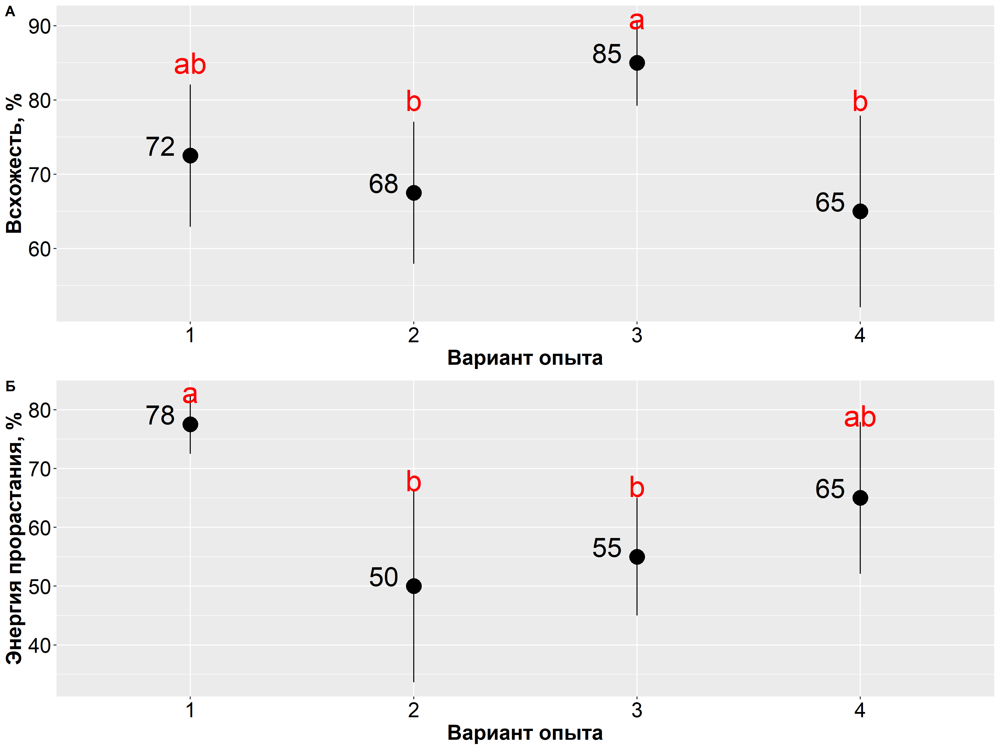 А
Всхожесть, %
90
80
70
60
ab
72
b
68
a
85
b
65
1 2 3 4
Вариант опыта
Б
Энергия прорастания, %
80
70
60
50
40
a
78
b
50
b
55
ab
65
1 2 3 4
Вариант опыта